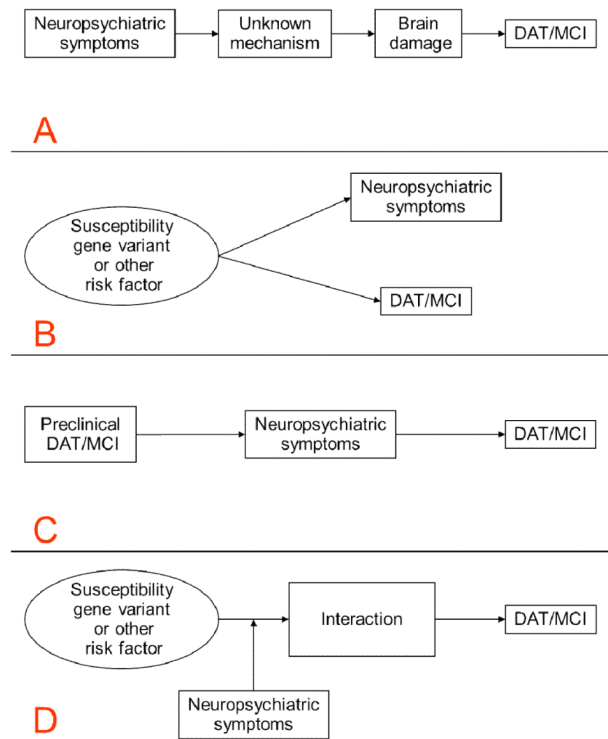 Neuropsychiatric
symptoms
Unknown
mechanism
Brain
damage
DAT/MCI
A
Susceptibility
gene variant
or other
risk factor
Neuropsychiatric
symptoms
DAT/MCI
B
Preclinical
DAT/MCI
Neuropsychiatric
symptoms
DAT/MCI
C
Susceptibility
gene variant
or other
risk factor
Interaction
DAT/MCI
Neuropsychiatric
symptoms
D